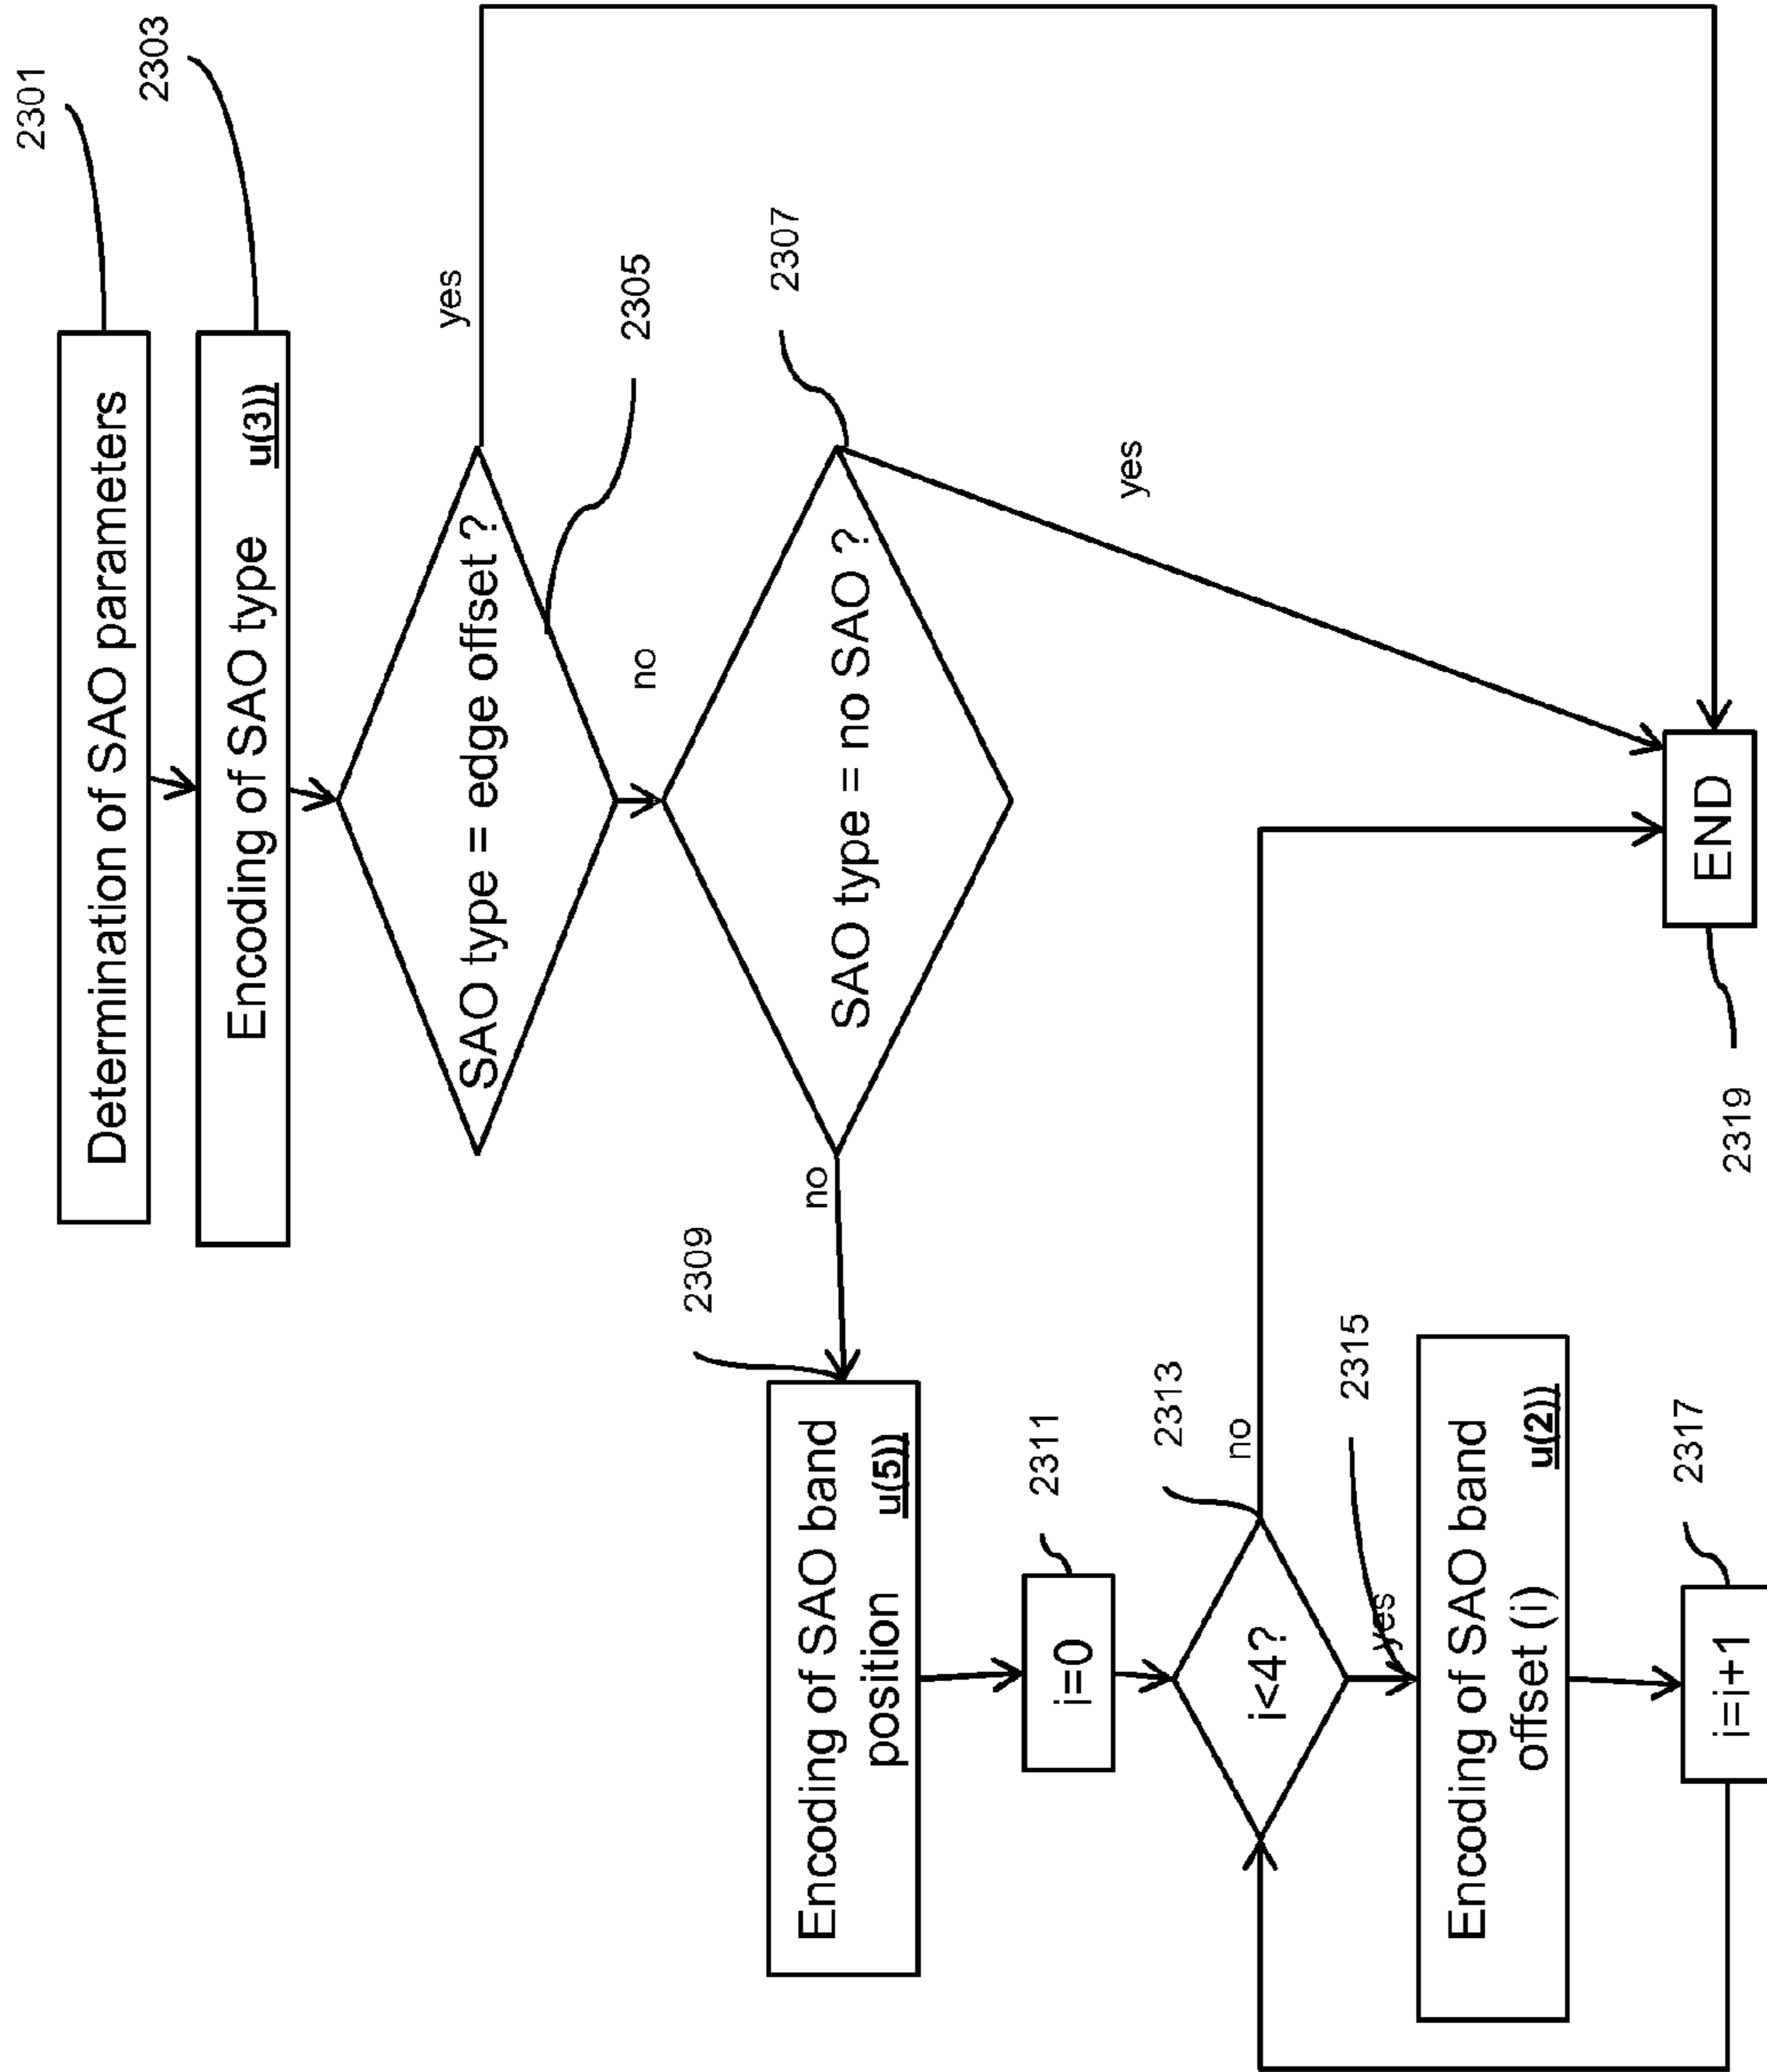 2301
Determination of SAO parameters
2303
Encoding of SAO type u(3))
yes
SAO type = edge offset ?
2305
no
2307
SAO type = no SAO ?
yes
no
2309
Encoding of SAO band
position u(5))
2311
i=0
2313
i<4?
no
2315
yes
Encoding of SAO band
offset (i) u(2))
2317
i=i+1
END
2319